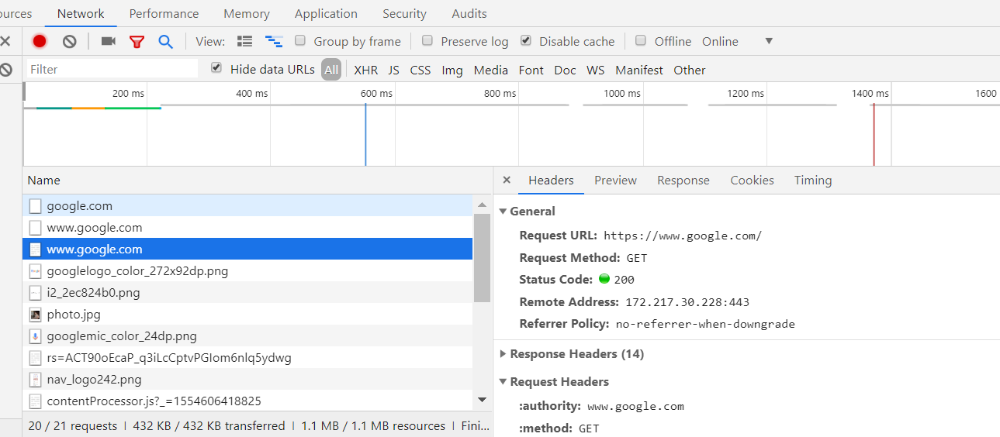 ources Network Performance Memory Application Security Audits
View: Group by frame Preserve log Disable cache Offline Online
Filter Hide data URLs All XHR JS CSS Img Media Font Doc WS Manifest Other
200 ms 400 ms 600 ms 800 ms 1000 ms 1200 ms 1400 ms 1600
Name
google.com
www.google.com
www.google.com
googlelogo_color_272x92dp.png
i2_2ec824b0.png
photo.jpg
googlemic_color_24dp.png
rs=ACT90oEcaP_q3iLcCptvPGIom6nlq5ydwg
nav_logo242.png
contentProcessor.js?_=1554606418825
20 / 21 requests | 432 KB / 432 KB transferred | 1.1 MB / 1.1 MB resources | Fini...
Headers Preview Response Cookies Timing
General
Request URL: https://www.google.com/
Request Method: GET
Status Code: 200
Remote Address: 172.217.30.228:443
Referrer Policy: no-referrer-when-downgrade
Response Headers (14)
Request Headers
:authority: www.google.com
:method: GET